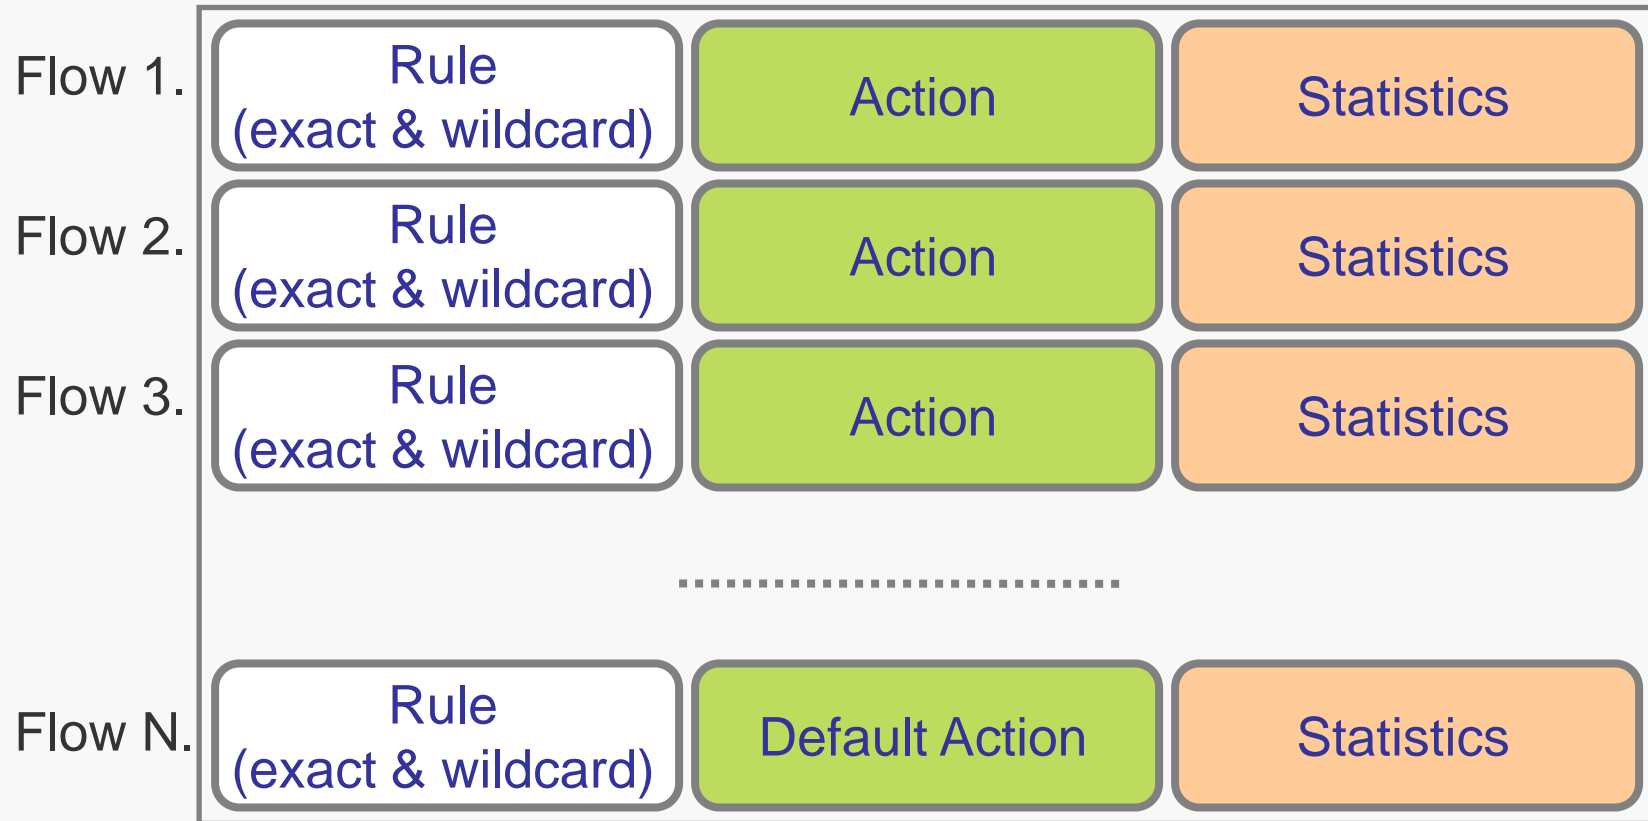 Flow 1.
Rule
(exact & wildcard)
Action
Statistics
Flow 2.
Rule
(exact & wildcard)
Action
Statistics
Flow 3.
Rule
(exact & wildcard)
Action
Statistics
Flow N.
Rule
(exact & wildcard)
Default Action
Statistics